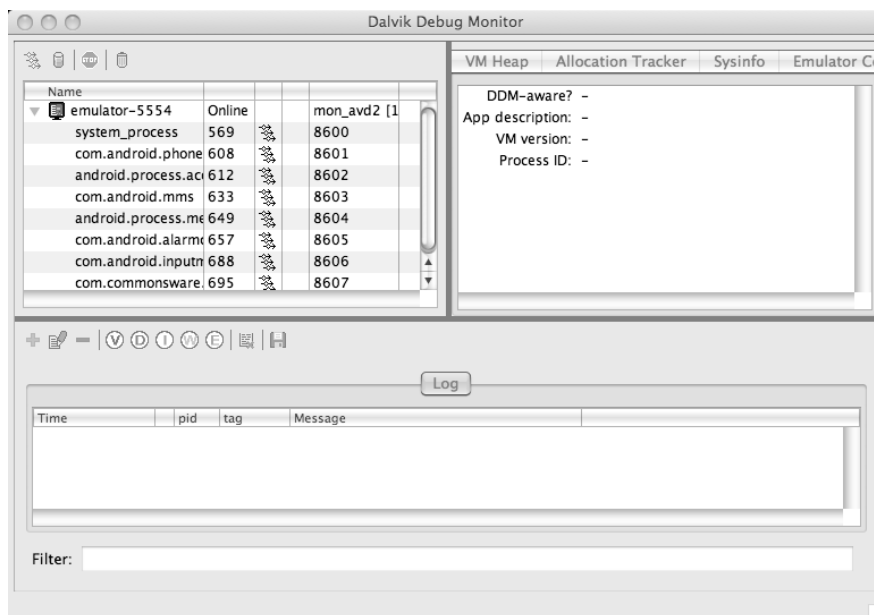 Dalvik Debug Monitor
VM Heap Allocation Tracker Sysinfo Emulator C
Name
emulator-5554 Online mon_avd2 [1
system_process 569 8600
com.android.phone 608 8601
android.process.ac 612 8602
com.android.mms 633 8603
android.process.me 649 8604
com.android.alarmc 657 8605
com.android.inputm 688 8606
com.commonsware. 695 8607
DDM-aware? –
App description: –
VM version: –
Process ID: –
V D I W E
Log
Time pid tag Message
Filter: